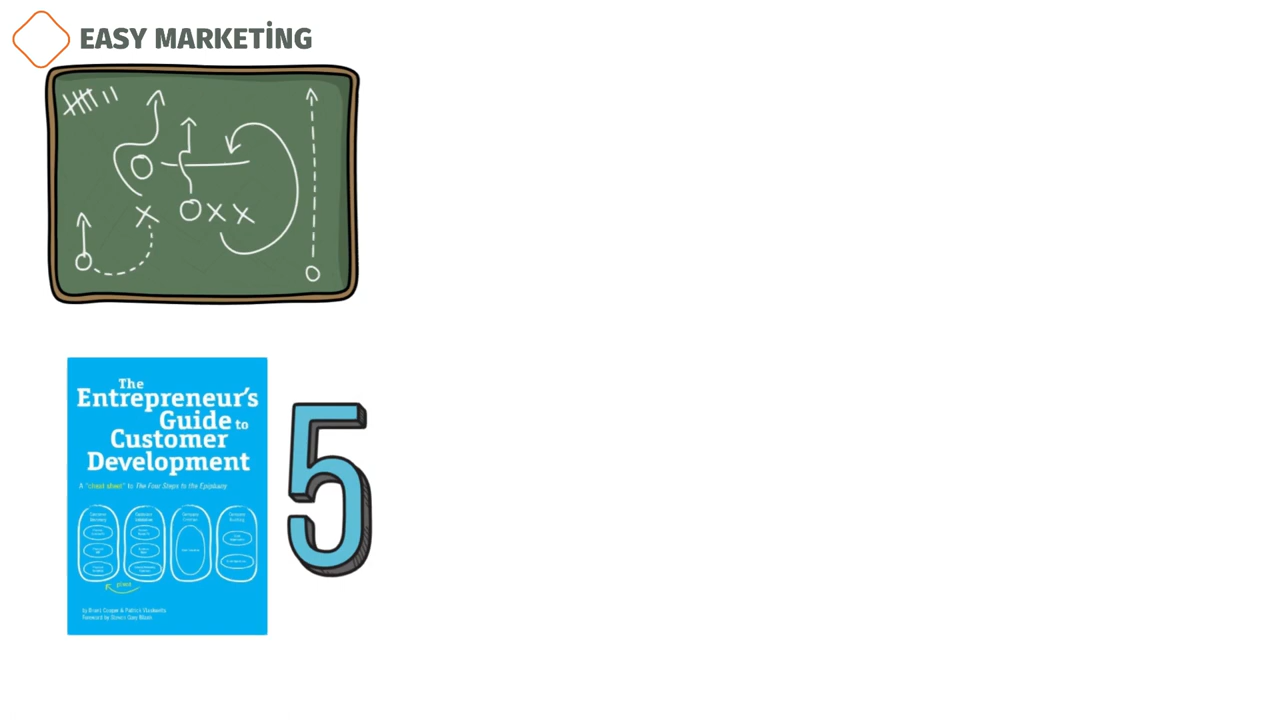 EASY MARKETİNG
The
Entrepreneur's
Guide to
Customer
Development
A "cheat sheet" to The Four Steps to the Epiphany
pivot
by Brant Cooper & Patrick Vlaskovits
Foreword by Steven Gary Blank
5